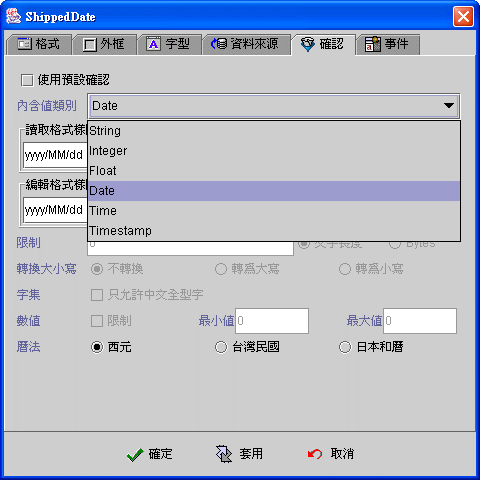 ShippedDate
格式 外框 字型 資料來源 確認 事件
使用預設確認
內含值類別 Date
String
Integer
Float
Date
Time
Timestamp
讀取格式樣
yyyy/MM/dd
編輯格式樣
yyyy/MM/dd
限制 0 文字長度 Bytes
轉換大小寫 不轉換 轉為大寫 轉為小寫
字集 只允許中文全型字
數值 限制 最小值 0 最大值 0
曆法 西元 台灣民國 日本和曆
確定 套用 取消